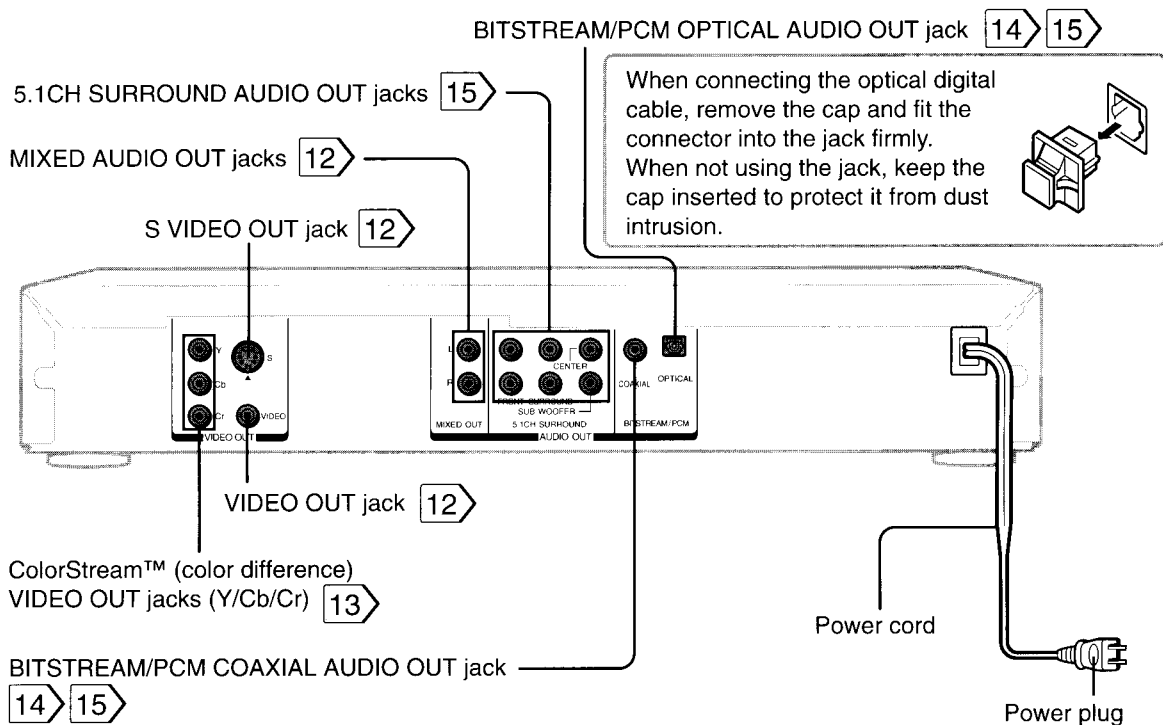 BITSTREAM/PCM OPTICAL AUDIO OUT jack 14 15
When connecting the optical digital
cable, remove the cap and fit the
connector into the jack firmly.
When not using the jack, keep the
cap inserted to protect it from dust
intrusion.
5.1CH SURROUND AUDIO OUT jacks 15
MIXED AUDIO OUT jacks 12
S VIDEO OUT jack 12
Y
S
Cb
Cr
VIDEO
VIDEO OUT
L
R
MIXED OUT
CENTER
FRONT SURROUND
SUB WOOFER
5.1CH SURROUND
AUDIO OUT
COAXIAL
OPTICAL
BITSTREAM/PCM
VIDEO OUT jack 12
ColorStream™ (color difference)
VIDEO OUT jacks (Y/Cb/Cr) 13
BITSTREAM/PCM COAXIAL AUDIO OUT jack
14 15
Power cord
Power plug